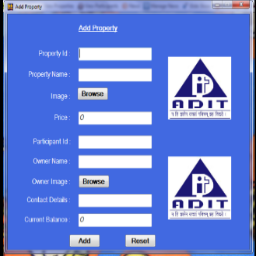 Add Property
Add Property
Property Id :
Property Name :
Image : Browse
Price : 0
ADIT
Participant Id :
Owner Name :
Owner Image : Browse
Contact Details :
Current Balance : 0
ADIT
Add Reset